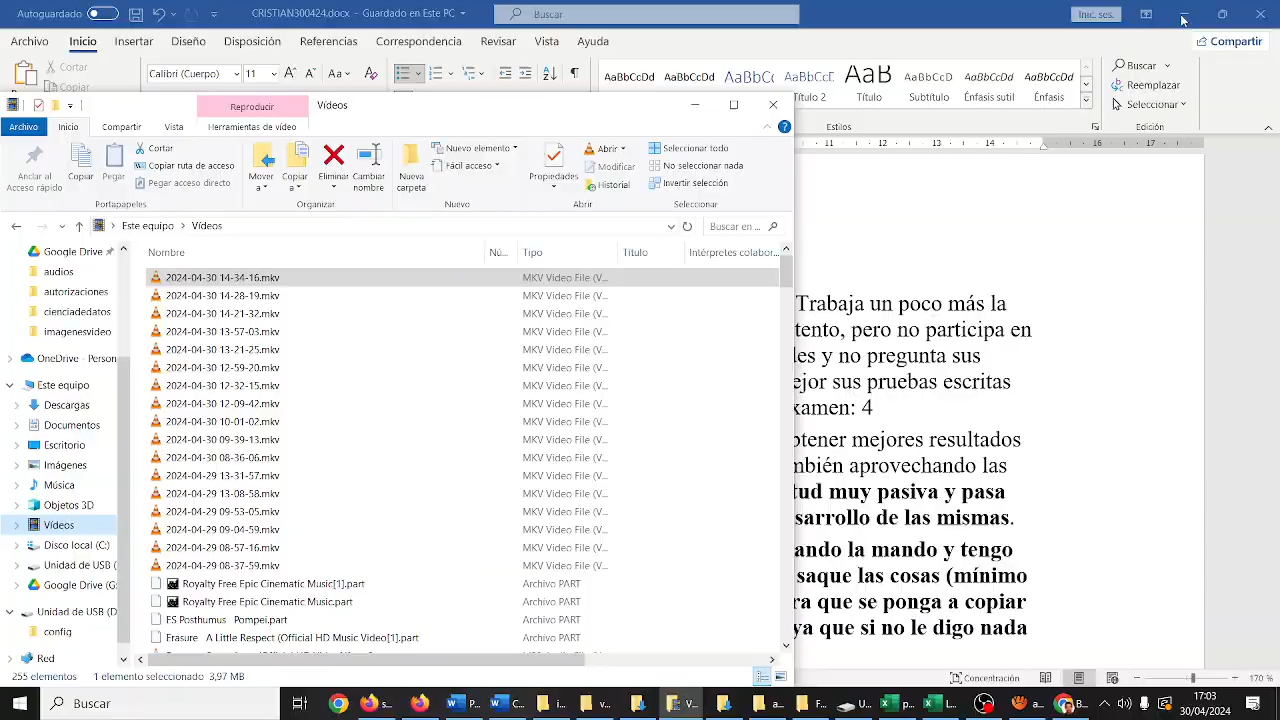 Autoguardado
CRISTIAN300424.docx - Guardado en Este PC
Buscar
Inic. ses.
Archivo Inicio Insertar Diseño Disposición Referencias Correspondencia Revisar Vista Ayuda
Compartir
Cortar
Copiar
Calibri (Cuerpo) 11 Aa
AaBbCcDd AaBbCcDd AaBbCc AaBbCcD AaB AaBbCcD AaBbCcDd AaBbCcDd
Título 2 Título Subtítulo Énfasis sutil Énfasis
Estilos
Buscar
Reemplazar
Seleccionar
Edición
Reproducir Vídeos
Archivo Inicio Compartir Vista Herramientas de vídeo
Anclar al Acceso rápido
Copiar
Pegar
Cortar
Copiar ruta de acceso
Pegar acceso directo
Portapapeles
Mover a
Copiar a
Eliminar
Cambiar nombre
Organizar
Nueva carpeta
Nuevo elemento
Fácil acceso
Nuevo
Propiedades
Abrir
Modificar
Historial
Abrir
Seleccionar todo
No seleccionar nada
Invertir selección
Seleccionar
Este equipo > Vídeos
Buscar en ...
11 12 13 14 16 17
Google Drive
audios
autorizaciones
cienciadedatos
imagenesvideo
OneDrive - Person
Este equipo
Descargas
Documentos
Escritorio
Imágenes
Música
Objetos 3D
Vídeos
Disco local (C:)
Unidad de USB (
Google Drive (G:
Unidad de USB (D
config
Red
Nombre Nú... Tipo Título Intérpretes colabor...
2024-04-30 14-34-16.mkv MKV Video File (V...
2024-04-30 14-28-19.mkv MKV Video File (V...
2024-04-30 14-21-32.mkv MKV Video File (V...
2024-04-30 13-57-03.mkv MKV Video File (V...
2024-04-30 13-21-25.mkv MKV Video File (V...
2024-04-30 12-59-20.mkv MKV Video File (V...
2024-04-30 12-32-15.mkv MKV Video File (V...
2024-04-30 12-09-42.mkv MKV Video File (V...
2024-04-30 10-01-02.mkv MKV Video File (V...
2024-04-30 09-39-13.mkv MKV Video File (V...
2024-04-30 08-36-06.mkv MKV Video File (V...
2024-04-29 13-31-57.mkv MKV Video File (V...
2024-04-29 13-08-58.mkv MKV Video File (V...
2024-04-29 09-53-05.mkv MKV Video File (V...
2024-04-29 09-04-59.mkv MKV Video File (V...
2024-04-29 08-57-16.mkv MKV Video File (V...
2024-04-29 08-37-59.mkv MKV Video File (V...
Royalty Free Epic Cinematic Music[1].part Archivo PART
Royalty Free Epic Cinematic Music.part Archivo PART
ES Posthumus Pompei.part Archivo PART
Erasure A Little Respect (Official HD Music Video[1].part Archivo PART
255 elementos 1 elemento seleccionado: 3,97 MB
Trabaja un poco más la
tento, pero no participa en
les y no pregunta sus
ejor sus pruebas escritas
xamen: 4
btener mejores resultados
mbién aprovechando las
tud muy pasiva y pasa
sarrollo de las mismas.
ando la mando y tengo
saque las cosas (mínimo
ra que se ponga a copiar
ya que si no le digo nada
Concentración 170 %
Buscar
17:03
30/04/2024